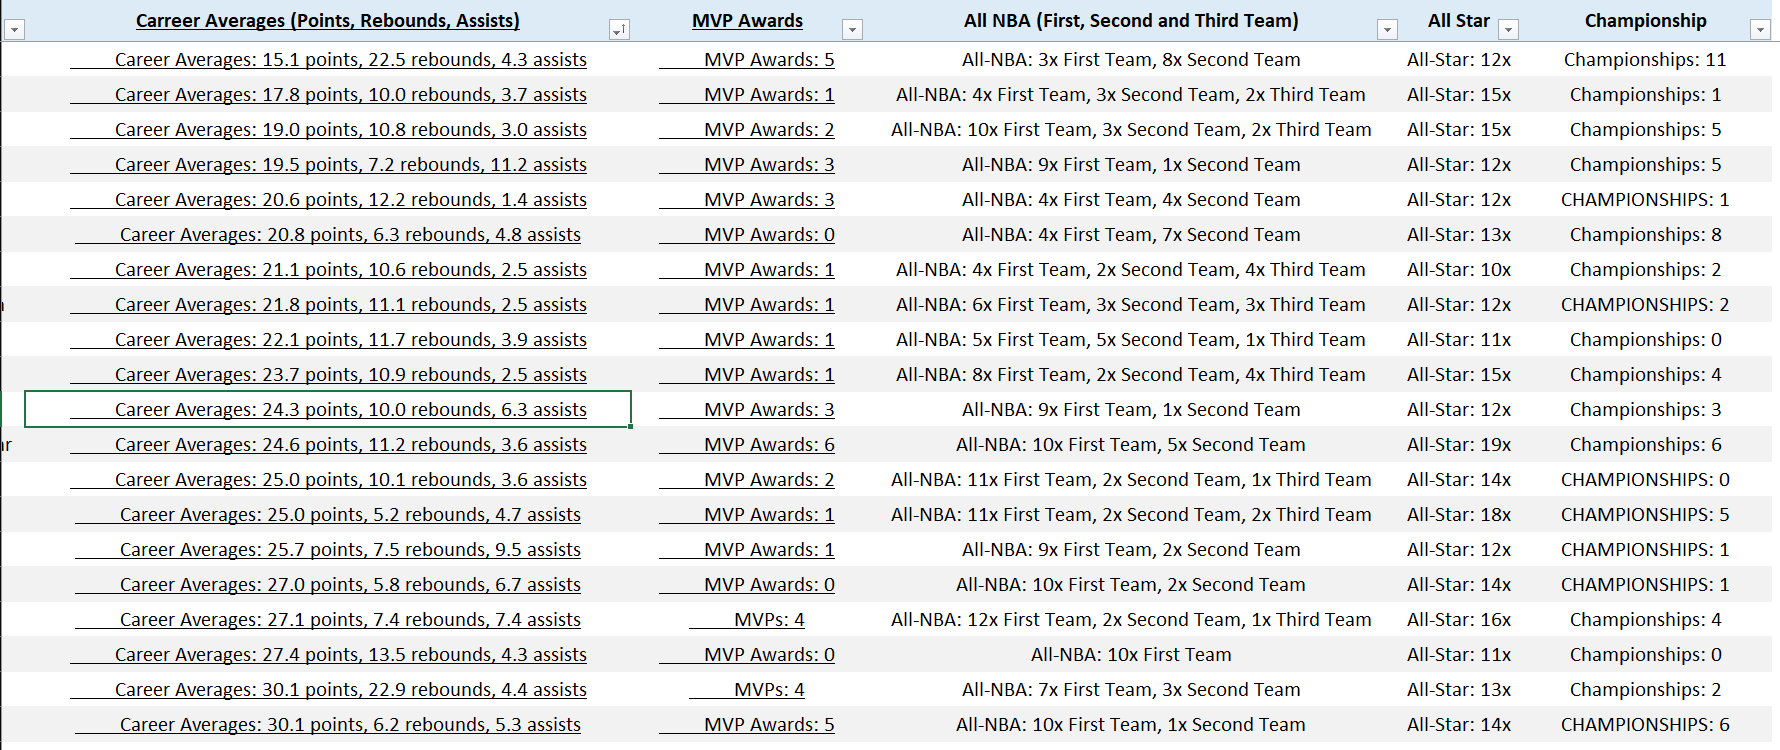 Carreer Averages (Points, Rebounds, Assists) MVP Awards All NBA (First, Second and Third Team) All Star Championship
Career Averages: 15.1 points, 22.5 rebounds, 4.3 assists MVP Awards: 5 All-NBA: 3x First Team, 8x Second Team All-Star: 12x Championships: 11
Career Averages: 17.8 points, 10.0 rebounds, 3.7 assists MVP Awards: 1 All-NBA: 4x First Team, 3x Second Team, 2x Third Team All-Star: 15x Championships: 1
Career Averages: 19.0 points, 10.8 rebounds, 3.0 assists MVP Awards: 2 All-NBA: 10x First Team, 3x Second Team, 2x Third Team All-Star: 15x Championships: 5
Career Averages: 19.5 points, 7.2 rebounds, 11.2 assists MVP Awards: 3 All-NBA: 9x First Team, 1x Second Team All-Star: 12x Championships: 5
Career Averages: 20.6 points, 12.2 rebounds, 1.4 assists MVP Awards: 3 All-NBA: 4x First Team, 4x Second Team All-Star: 12x CHAMPIONSHIPS: 1
Career Averages: 20.8 points, 6.3 rebounds, 4.8 assists MVP Awards: 0 All-NBA: 4x First Team, 7x Second Team All-Star: 13x Championships: 8
Career Averages: 21.1 points, 10.6 rebounds, 2.5 assists MVP Awards: 1 All-NBA: 4x First Team, 2x Second Team, 4x Third Team All-Star: 10x Championships: 2
Career Averages: 21.8 points, 11.1 rebounds, 2.5 assists MVP Awards: 1 All-NBA: 6x First Team, 3x Second Team, 3x Third Team All-Star: 12x CHAMPIONSHIPS: 2
Career Averages: 22.1 points, 11.7 rebounds, 3.9 assists MVP Awards: 1 All-NBA: 5x First Team, 5x Second Team, 1x Third Team All-Star: 11x Championships: 0
Career Averages: 23.7 points, 10.9 rebounds, 2.5 assists MVP Awards: 1 All-NBA: 8x First Team, 2x Second Team, 4x Third Team All-Star: 15x Championships: 4
Career Averages: 24.3 points, 10.0 rebounds, 6.3 assists MVP Awards: 3 All-NBA: 9x First Team, 1x Second Team All-Star: 12x Championships: 3
Career Averages: 24.6 points, 11.2 rebounds, 3.6 assists MVP Awards: 6 All-NBA: 10x First Team, 5x Second Team All-Star: 19x Championships: 6
Career Averages: 25.0 points, 10.1 rebounds, 3.6 assists MVP Awards: 2 All-NBA: 11x First Team, 2x Second Team, 1x Third Team All-Star: 14x CHAMPIONSHIPS: 0
Career Averages: 25.0 points, 5.2 rebounds, 4.7 assists MVP Awards: 1 All-NBA: 11x First Team, 2x Second Team, 2x Third Team All-Star: 18x CHAMPIONSHIPS: 5
Career Averages: 25.7 points, 7.5 rebounds, 9.5 assists MVP Awards: 1 All-NBA: 9x First Team, 2x Second Team All-Star: 12x CHAMPIONSHIPS: 1
Career Averages: 27.0 points, 5.8 rebounds, 6.7 assists MVP Awards: 0 All-NBA: 10x First Team, 2x Second Team All-Star: 14x CHAMPIONSHIPS: 1
Career Averages: 27.1 points, 7.4 rebounds, 7.4 assists MVPs: 4 All-NBA: 12x First Team, 2x Second Team, 1x Third Team All-Star: 16x Championships: 4
Career Averages: 27.4 points, 13.5 rebounds, 4.3 assists MVP Awards: 0 All-NBA: 10x First Team All-Star: 11x Championships: 0
Career Averages: 30.1 points, 22.9 rebounds, 4.4 assists MVPs: 4 All-NBA: 7x First Team, 3x Second Team All-Star: 13x Championships: 2
Career Averages: 30.1 points, 6.2 rebounds, 5.3 assists MVP Awards: 5 All-NBA: 10x First Team, 1x Second Team All-Star: 14x CHAMPIONSHIPS: 6